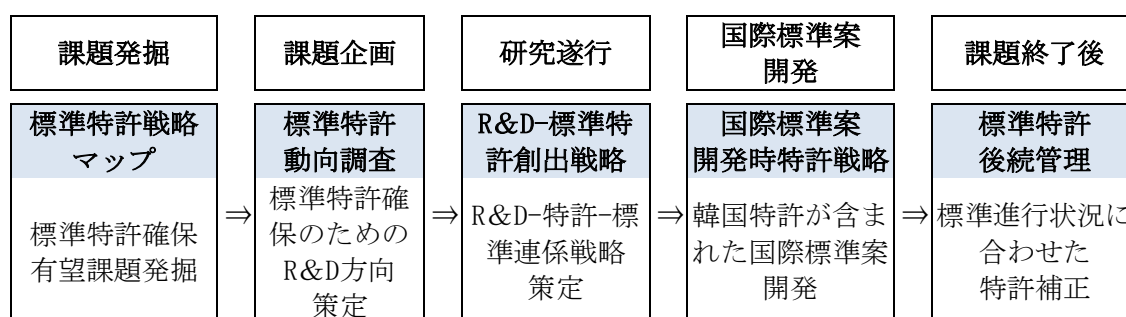 課題発掘
課題企画
研究遂行
国際標準案
開発
課題終了後
標準特許戦略
マップ
標準特許
動向調査
R&D-標準特
許創出戦略
国際標準案
開発時特許戦略
標準特許
後続管理
標準特許確保
有望課題発掘
⇒
標準特許確
保のための
R&D方向
策定
⇒
R&D-特許-標
準連係戦略
策定
⇒
韓国特許が含ま
れた国際標準案
開発
⇒
標準進行状況に
合わせた
特許補正